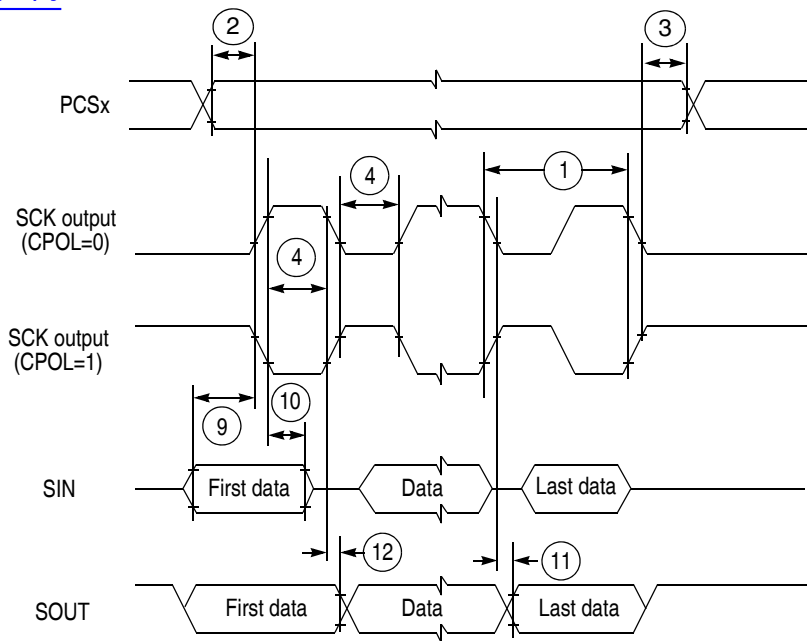 2
3
PCSx
4
1
SCK output
(CPOL=0)
4
SCK output
(CPOL=1)
10
9
SIN
First data
Data
Last data
12
11
SOUT
First data
Data
Last data